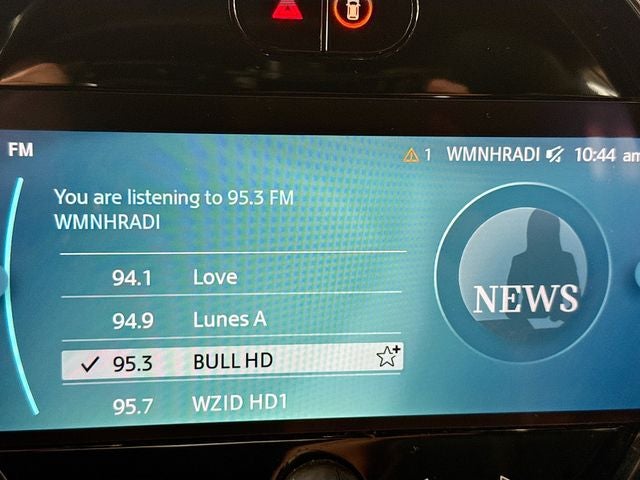 FM
1 WMNHRADI 10:44 am
You are listening to 95.3 FM
WMNHRADI
94.1 Love
94.9 Lunes A
95.3 BULL HD
95.7 WZID HD1
NEWS